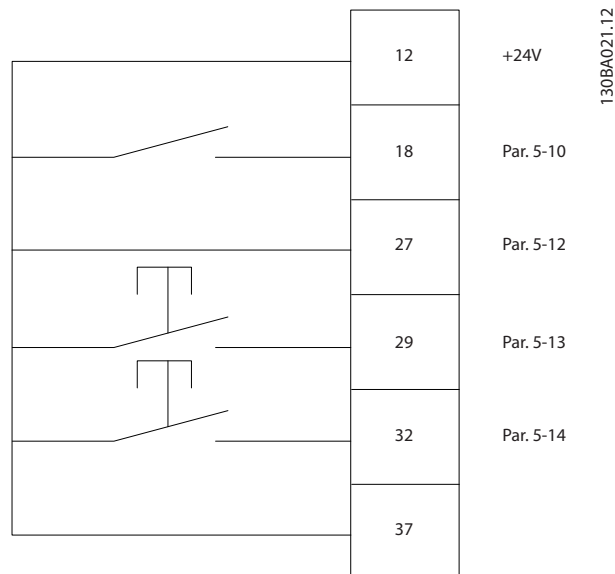 12 +24V
18 Par. 5-10
27 Par. 5-12
29 Par. 5-13
32 Par. 5-14
37
130BA021.12